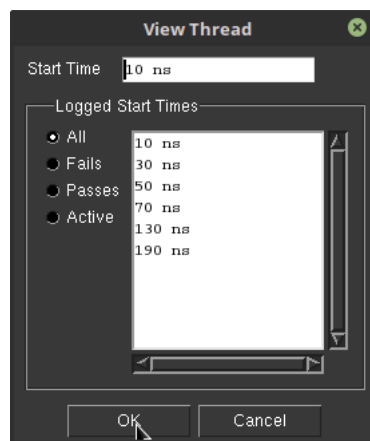 View Thread
Start Time 10 ns
Logged Start Times
All
Fails
Passes
Active
10 ns
30 ns
50 ns
70 ns
130 ns
190 ns
OK Cancel